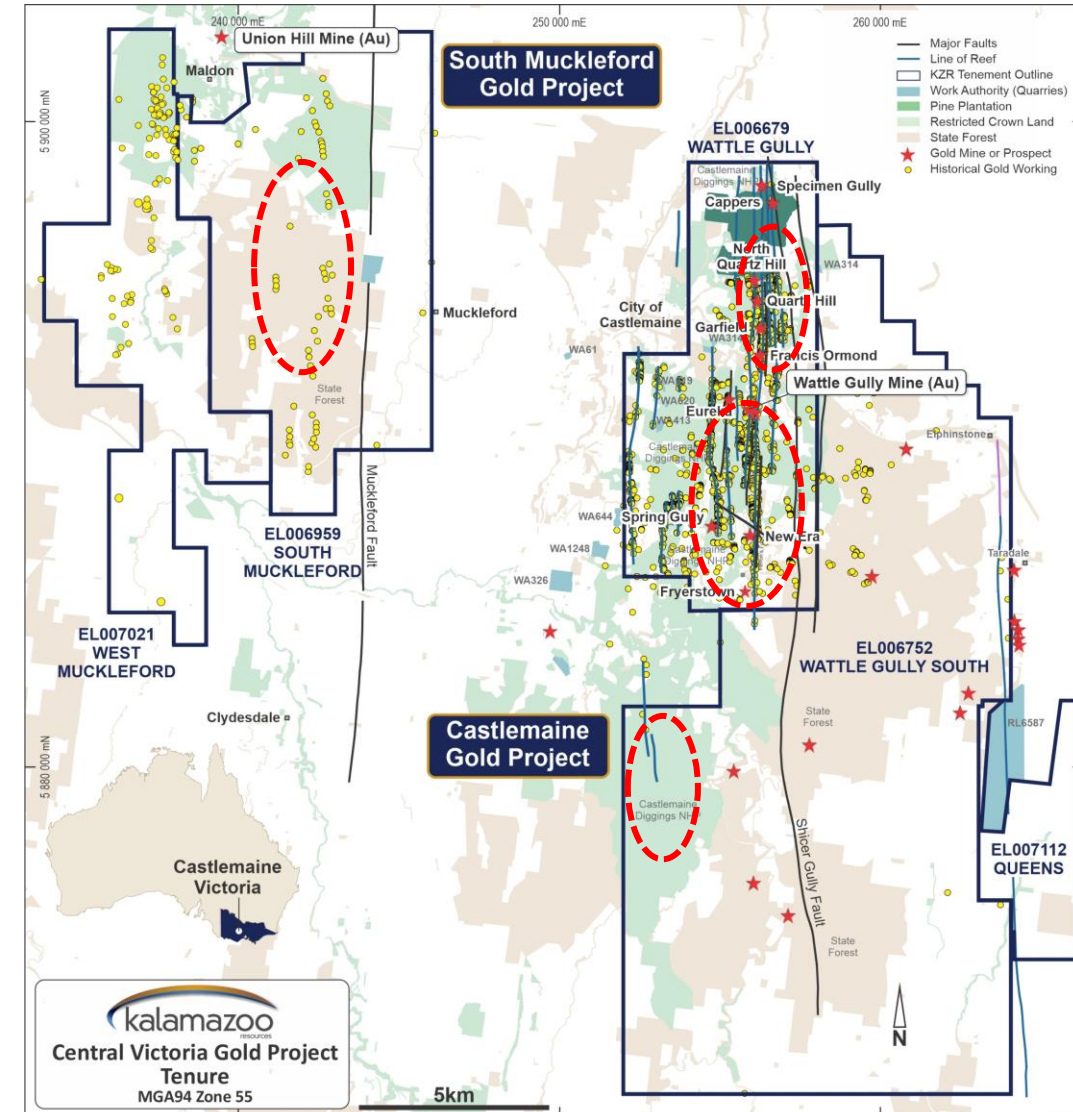 240 000 mE
250 000 mE
260 000 mE
5 900 000 mN
5 880 000 mN
Union Hill Mine (Au)
Maldon
South Muckleford
Gold Project
Major Faults
Line of Reef
KZR Tenement Outline
Work Authority (Quarries)
Pine Plantation
Restricted Crown Land
State Forest
Gold Mine or Prospect
Historical Gold Working
EL006679
WATTLE GULLY
Castlemaine
Diggings NHP
Specimen Gully
Cappers
North
Quartz Hill
WA314
Quartz Hill
City of
Castlemaine
Garfield
WA314
Francis Ormond
Muckleford
WA61
Wattle Gully Mine (Au)
WA820
Eureka
WA413
Elphinstone
State
Forest
Castlemaine
Muckleford Fault
Spring Gully
WA644
New Era
WA1248
Castlemaine
Diggings NHP
Taradale
EL006959
SOUTH
MUCKLEFORD
WA326
Fryerstown
EL007021
WEST
MUCKLEFORD
EL006752
WATTLE GULLY SOUTH
Clydesdale
Castlemaine
Gold Project
State
Forest
RL6587
Castlemaine
Diggings NHP
Shicer Gully Fault
EL007112
QUEENS
Castlemaine
Victoria
State
Forest
N
kalamazoo
resources
Central Victoria Gold Project
Tenure
MGA94 Zone 55
5km